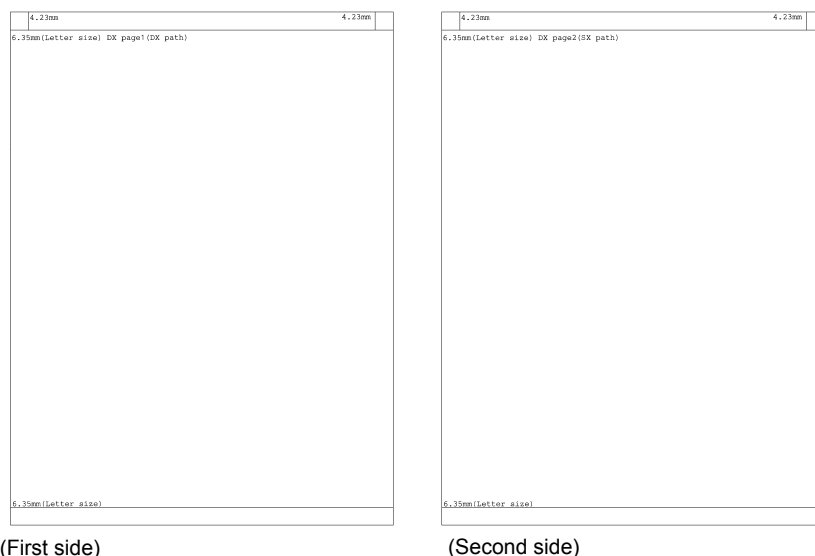 4.23mm 4.23mm
6.35mm(Letter size) DX page1(DX path)
6.35mm(Letter size)
(First side)
4.23mm 4.23mm
6.35mm(Letter size) DX page2(SX path)
6.35mm(Letter size)
(Second side)